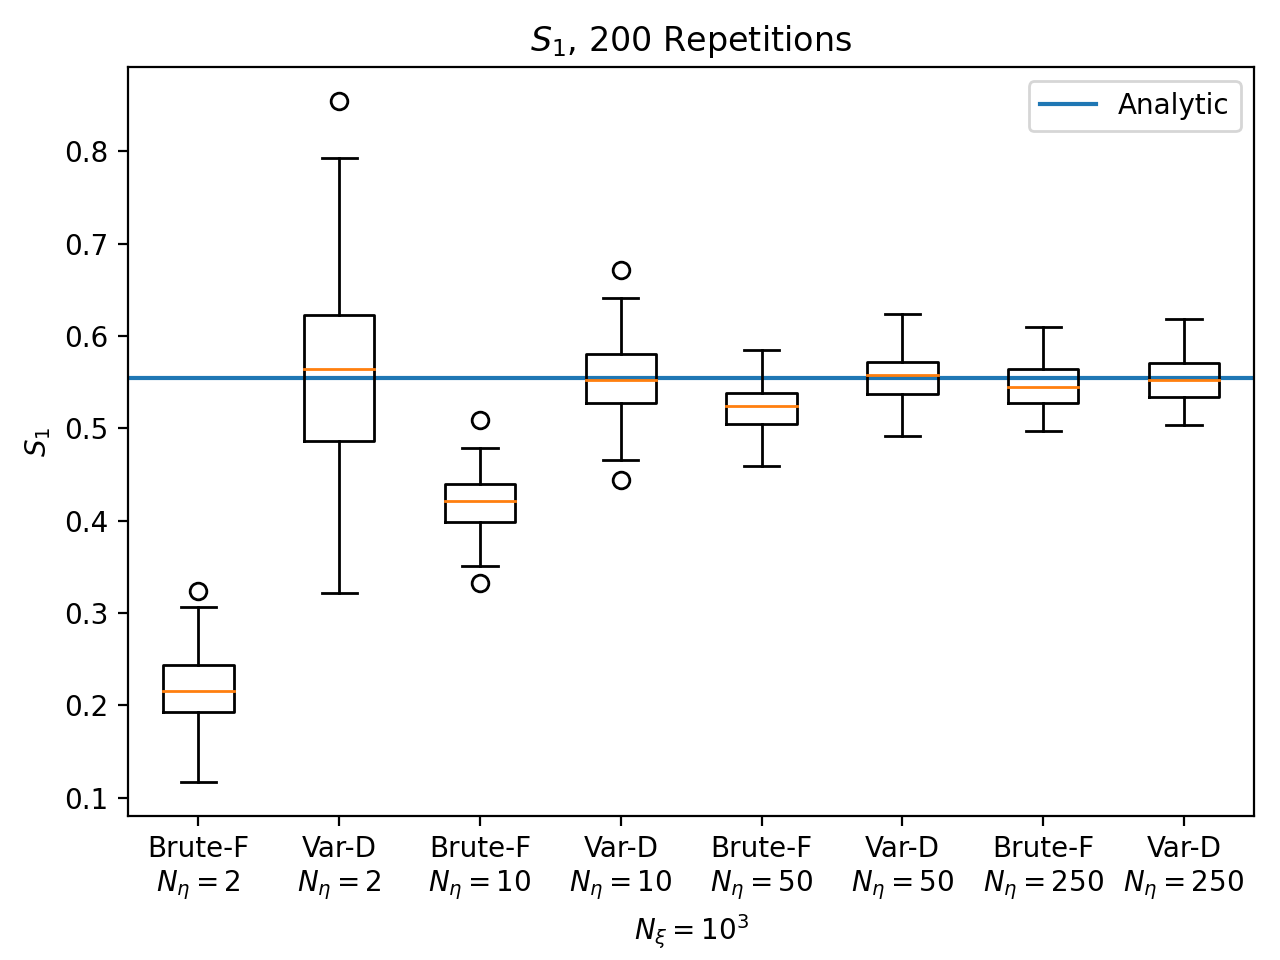 S₁, 200 Repetitions
Analytic
0.8
0.7
0.6
0.5
0.4
0.3
0.2
0.1
S₁
Brute-F Var-D Brute-F Var-D Brute-F Var-D Brute-F Var-D
N_η = 2 N_η = 2 N_η = 10 N_η = 10 N_η = 50 N_η = 50 N_η = 250 N_η = 250
N_ξ = 10³